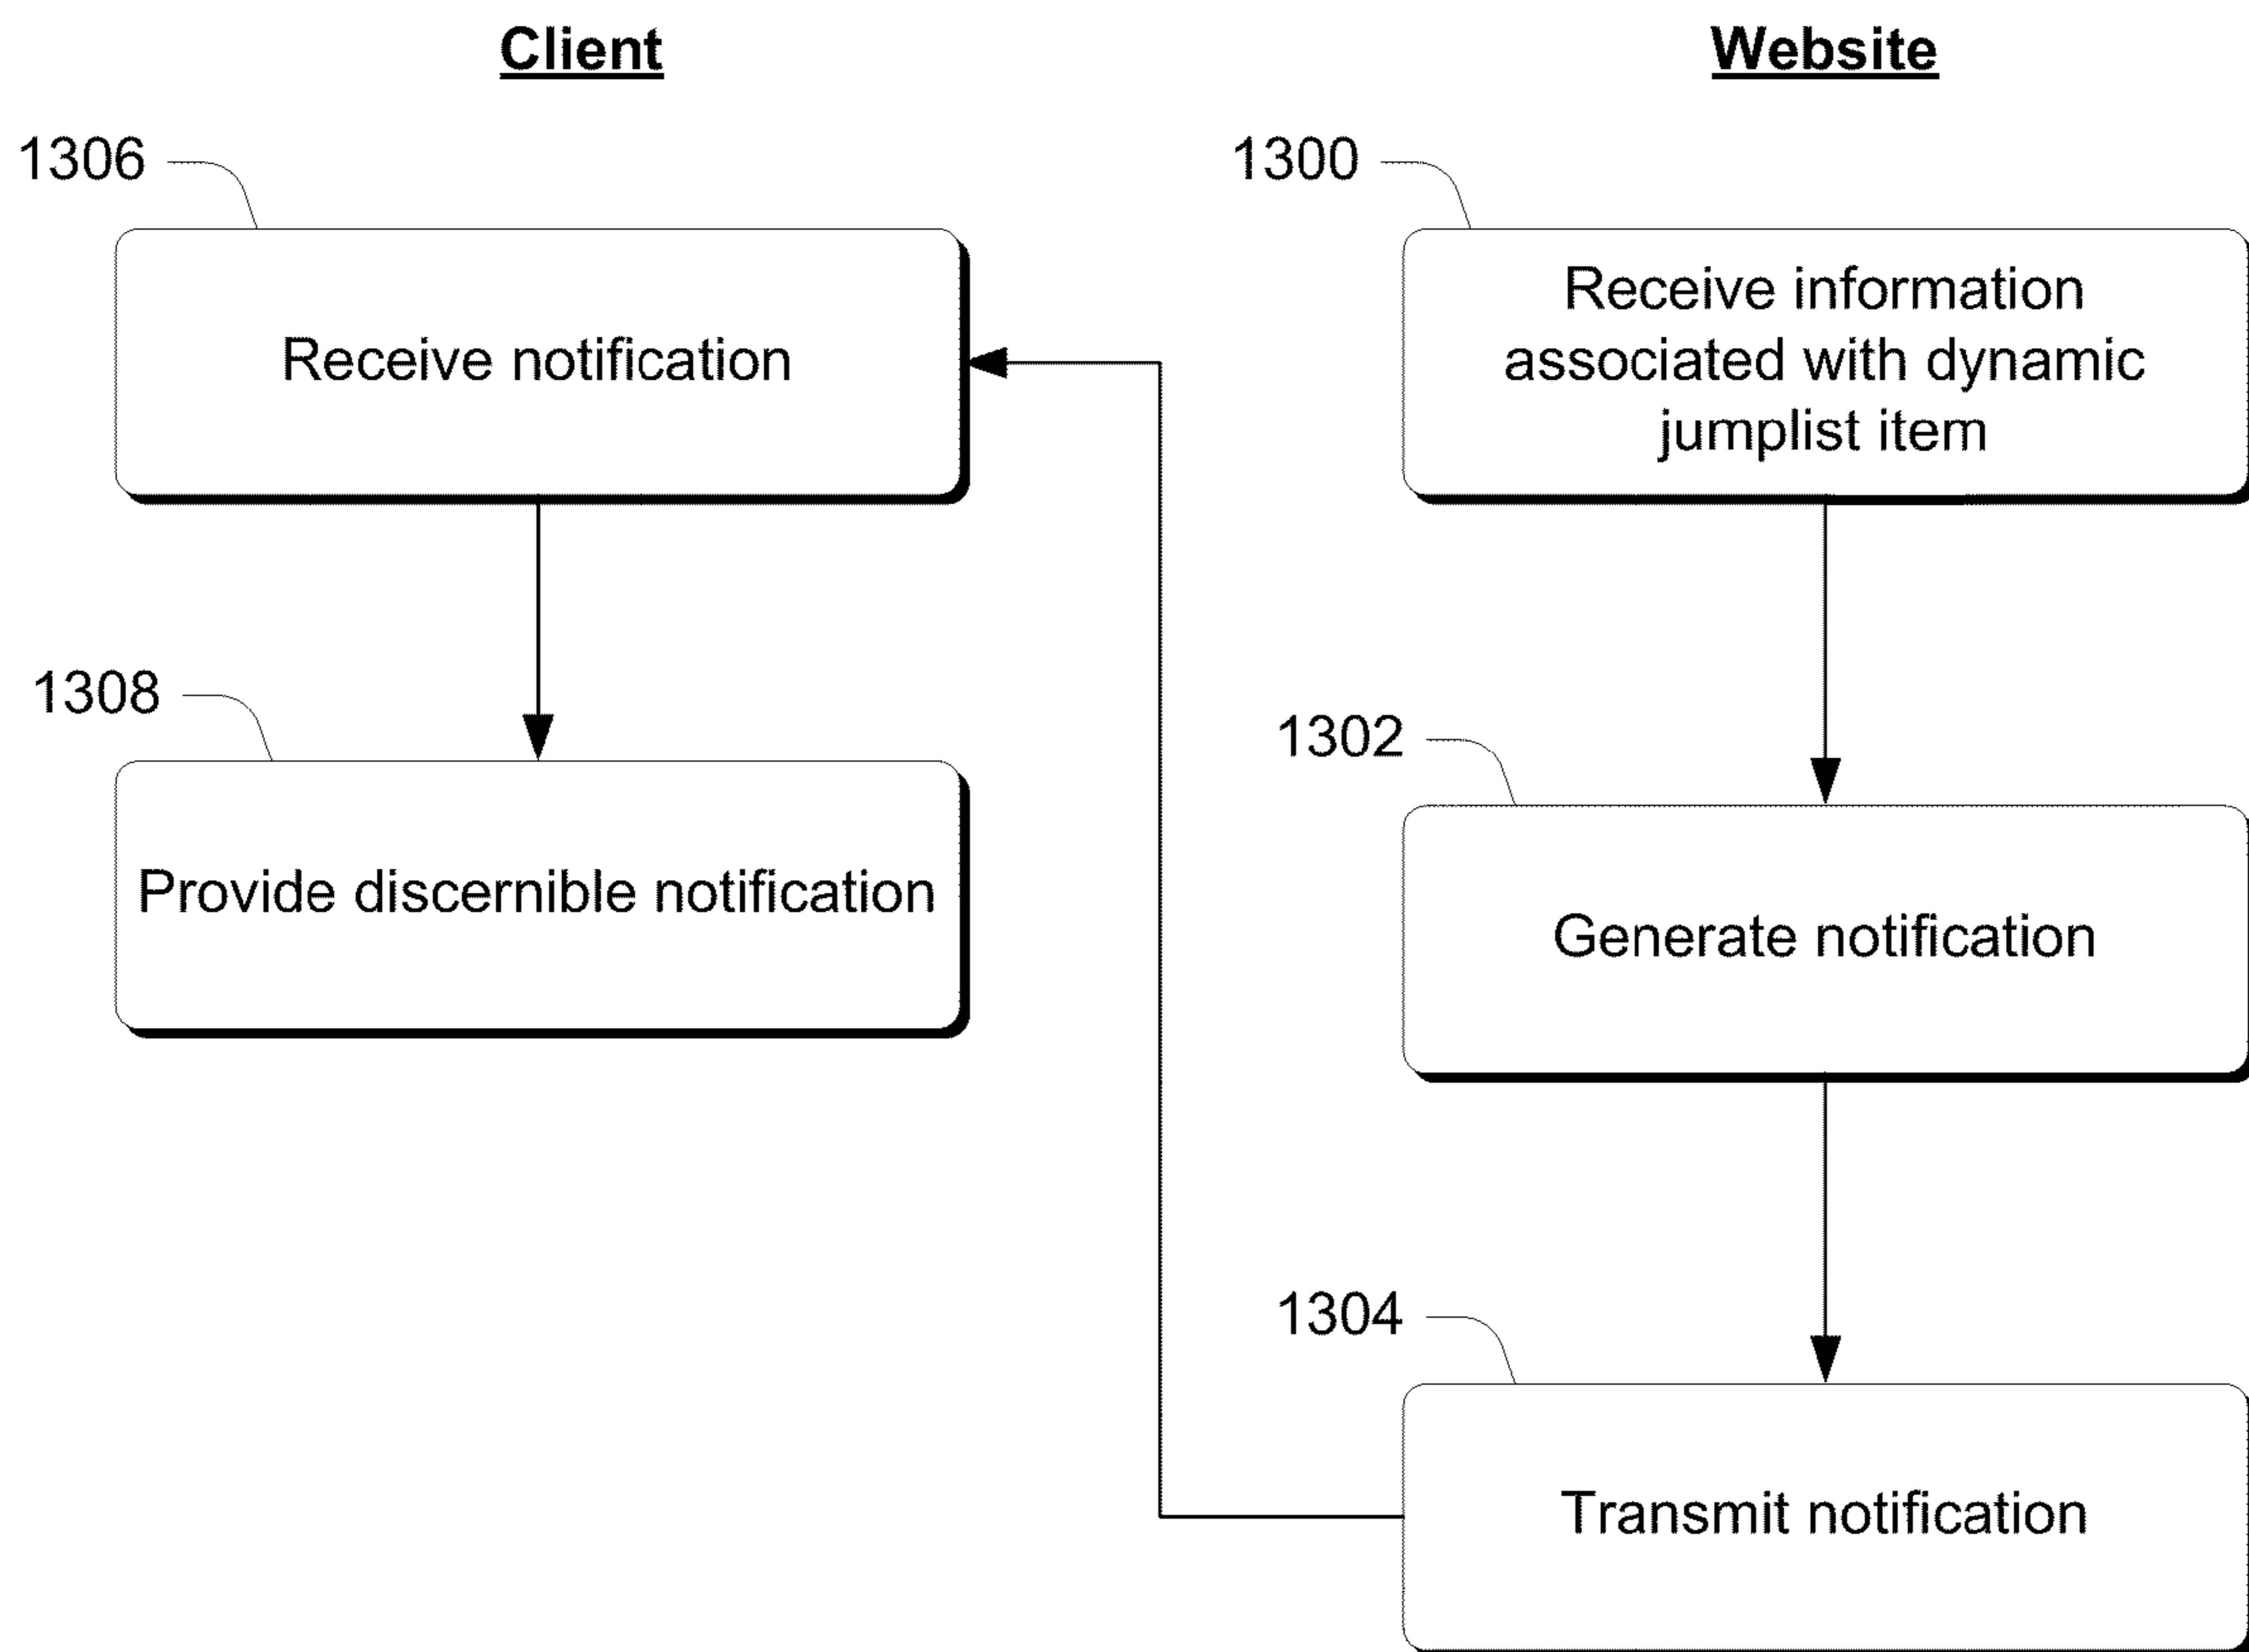 Client
Website
1306
Receive notification
1308
Provide discernible notification
1300
Receive information
associated with dynamic
jumplist item
1302
Generate notification
1304
Transmit notification